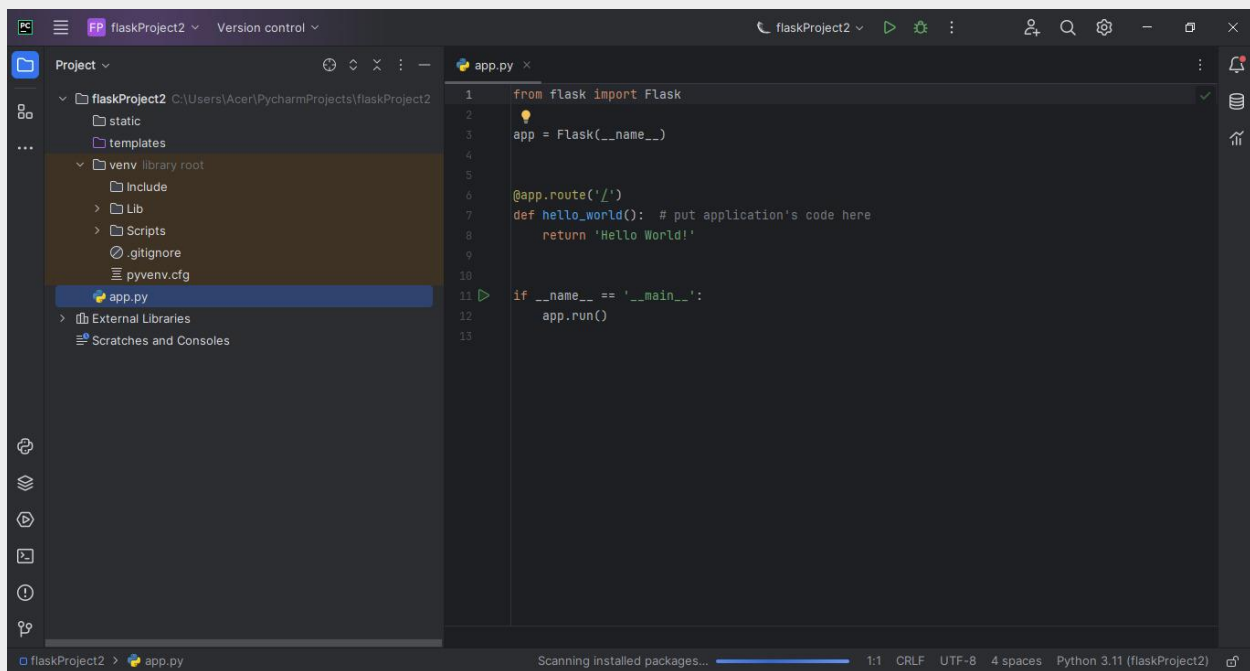 PC FP flaskProject2 Version control flaskProject2
Project
app.py
flaskProject2 C:\Users\Acer\PycharmProjects\flaskProject2
static
templates
venv library root
Include
Lib
Scripts
.gitignore
pyvenv.cfg
app.py
External Libraries
Scratches and Consoles
1 from flask import Flask
2
3 app = Flask(__name__)
4
5
6 @app.route('/')
7 def hello_world():  # put application's code here
8     return 'Hello World!'
9
10
11 if __name__ == '__main__':
12     app.run()
13
flaskProject2 > app.py Scanning installed packages... 1:1 CRLF UTF-8 4 spaces Python 3.11 (flaskProject2)